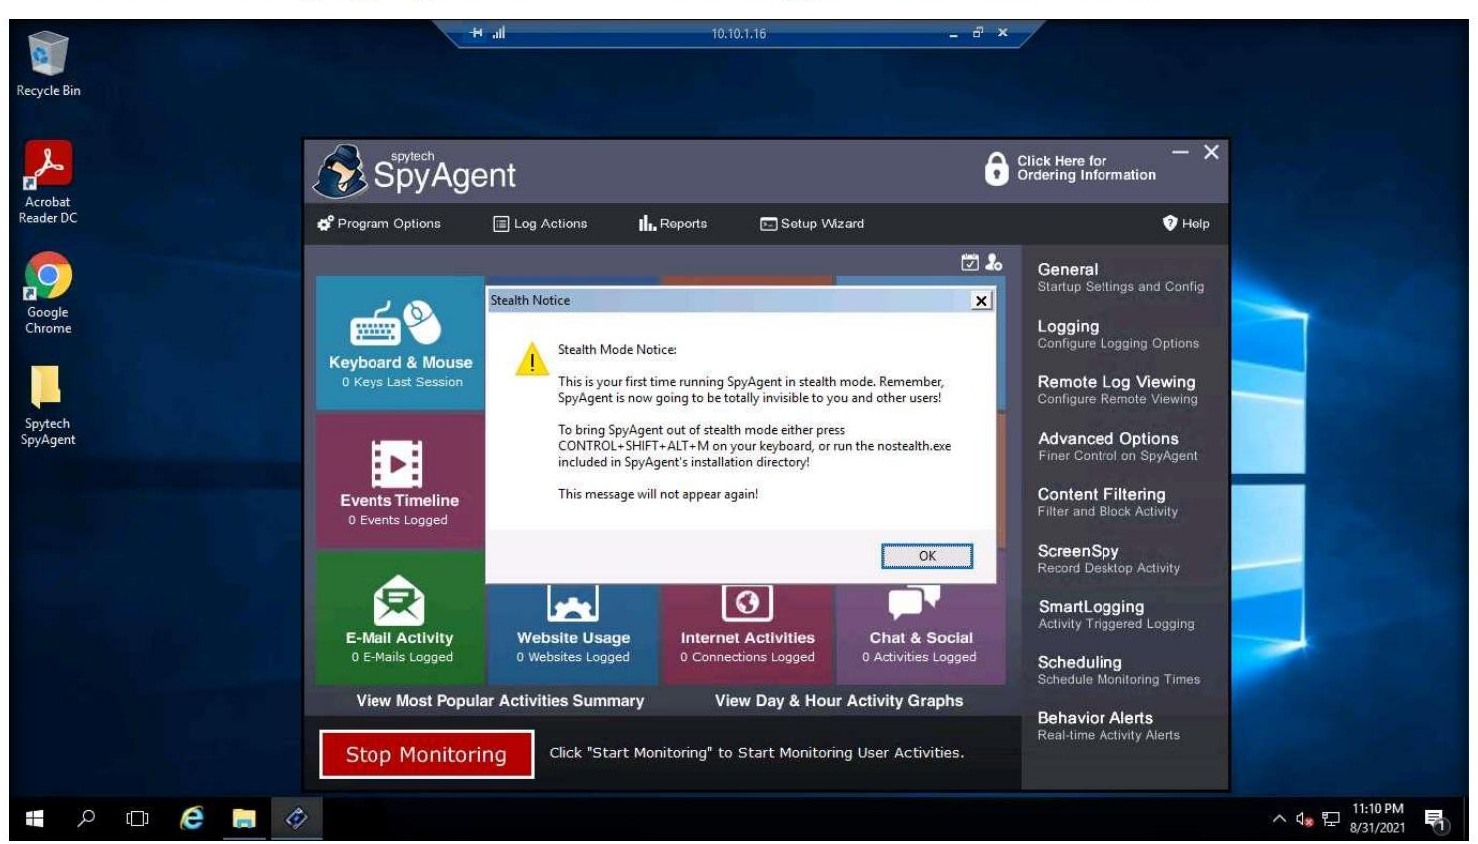 10.10.1.16
Recycle Bin
Acrobat
Reader DC
Google
Chrome
Spytech
SpyAgent
spytech
SpyAgent
Click Here for
Ordering Information
Program Options
Log Actions
Reports
Setup Wizard
Help
Keyboard & Mouse
0 Keys Last Session
Events Timeline
0 Events Logged
E-Mail Activity
0 E-Mails Logged
Website Usage
0 Websites Logged
Internet Activities
0 Connections Logged
Chat & Social
0 Activities Logged
Stealth Notice
Stealth Mode Notice:
This is your first time running SpyAgent in stealth mode. Remember,
SpyAgent is now going to be totally invisible to you and other users!
To bring SpyAgent out of stealth mode either press
CONTROL+SHIFT+ALT+M on your keyboard, or run the nostealth.exe
included in SpyAgent's installation directory!
This message will not appear again!
OK
View Most Popular Activities Summary
View Day & Hour Activity Graphs
Stop Monitoring
Click "Start Monitoring" to Start Monitoring User Activities.
General
Startup Settings and Config
Logging
Configure Logging Options
Remote Log Viewing
Configure Remote Viewing
Advanced Options
Finer Control on SpyAgent
Content Filtering
Filter and Block Activity
ScreenSpy
Record Desktop Activity
SmartLogging
Activity Triggered Logging
Scheduling
Schedule Monitoring Times
Behavior Alerts
Real-time Activity Alerts
11:10 PM
8/31/2021
1